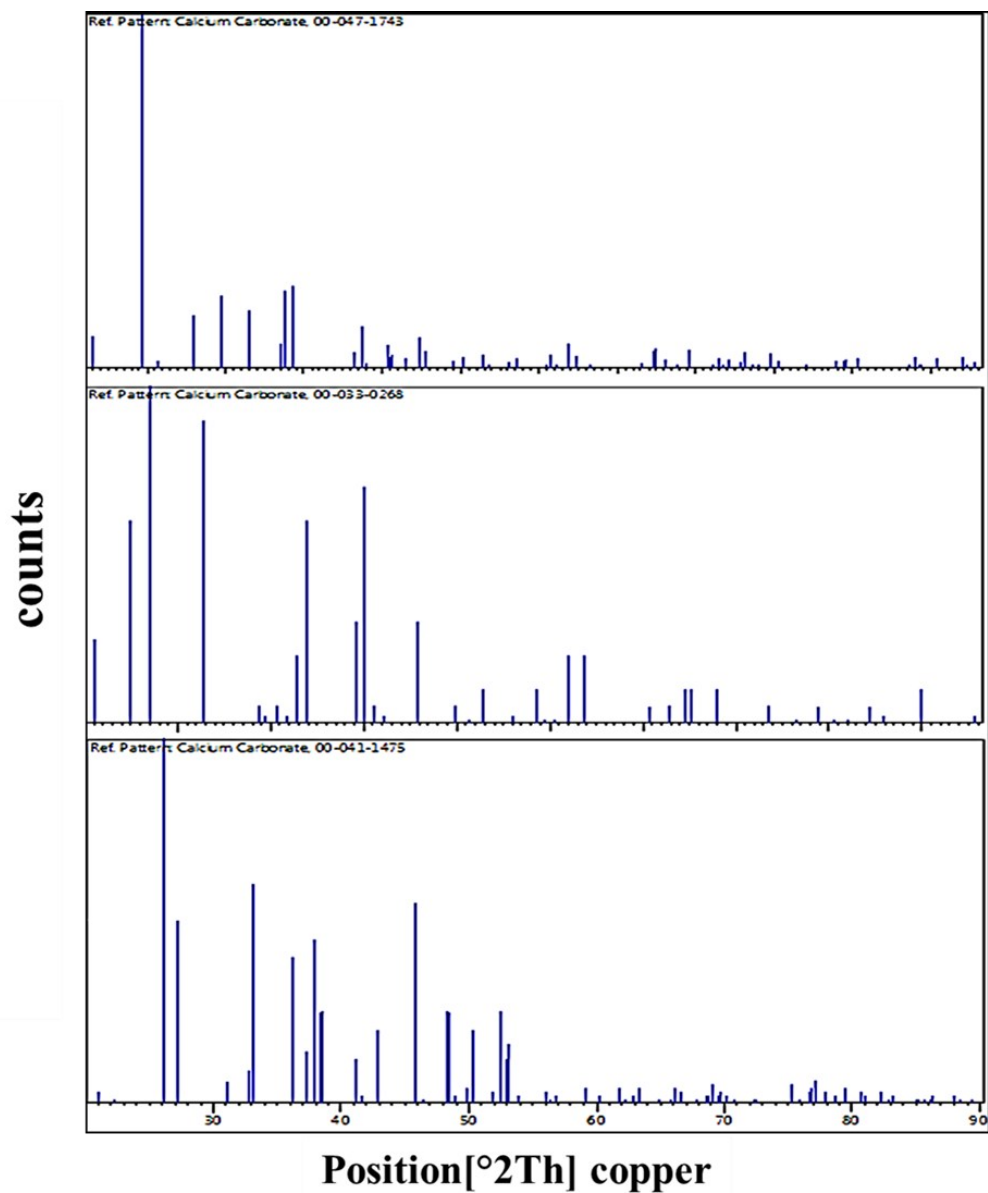 Ref. Pattern: Calcium Carbonate, 00-047-1743
counts
Ref. Pattern: Calcium Carbonate, 00-033-0268
Ref. Pattern: Calcium Carbonate, 00-041-1475
30 40 50 60 70 80 90
Position[°2Th] copper